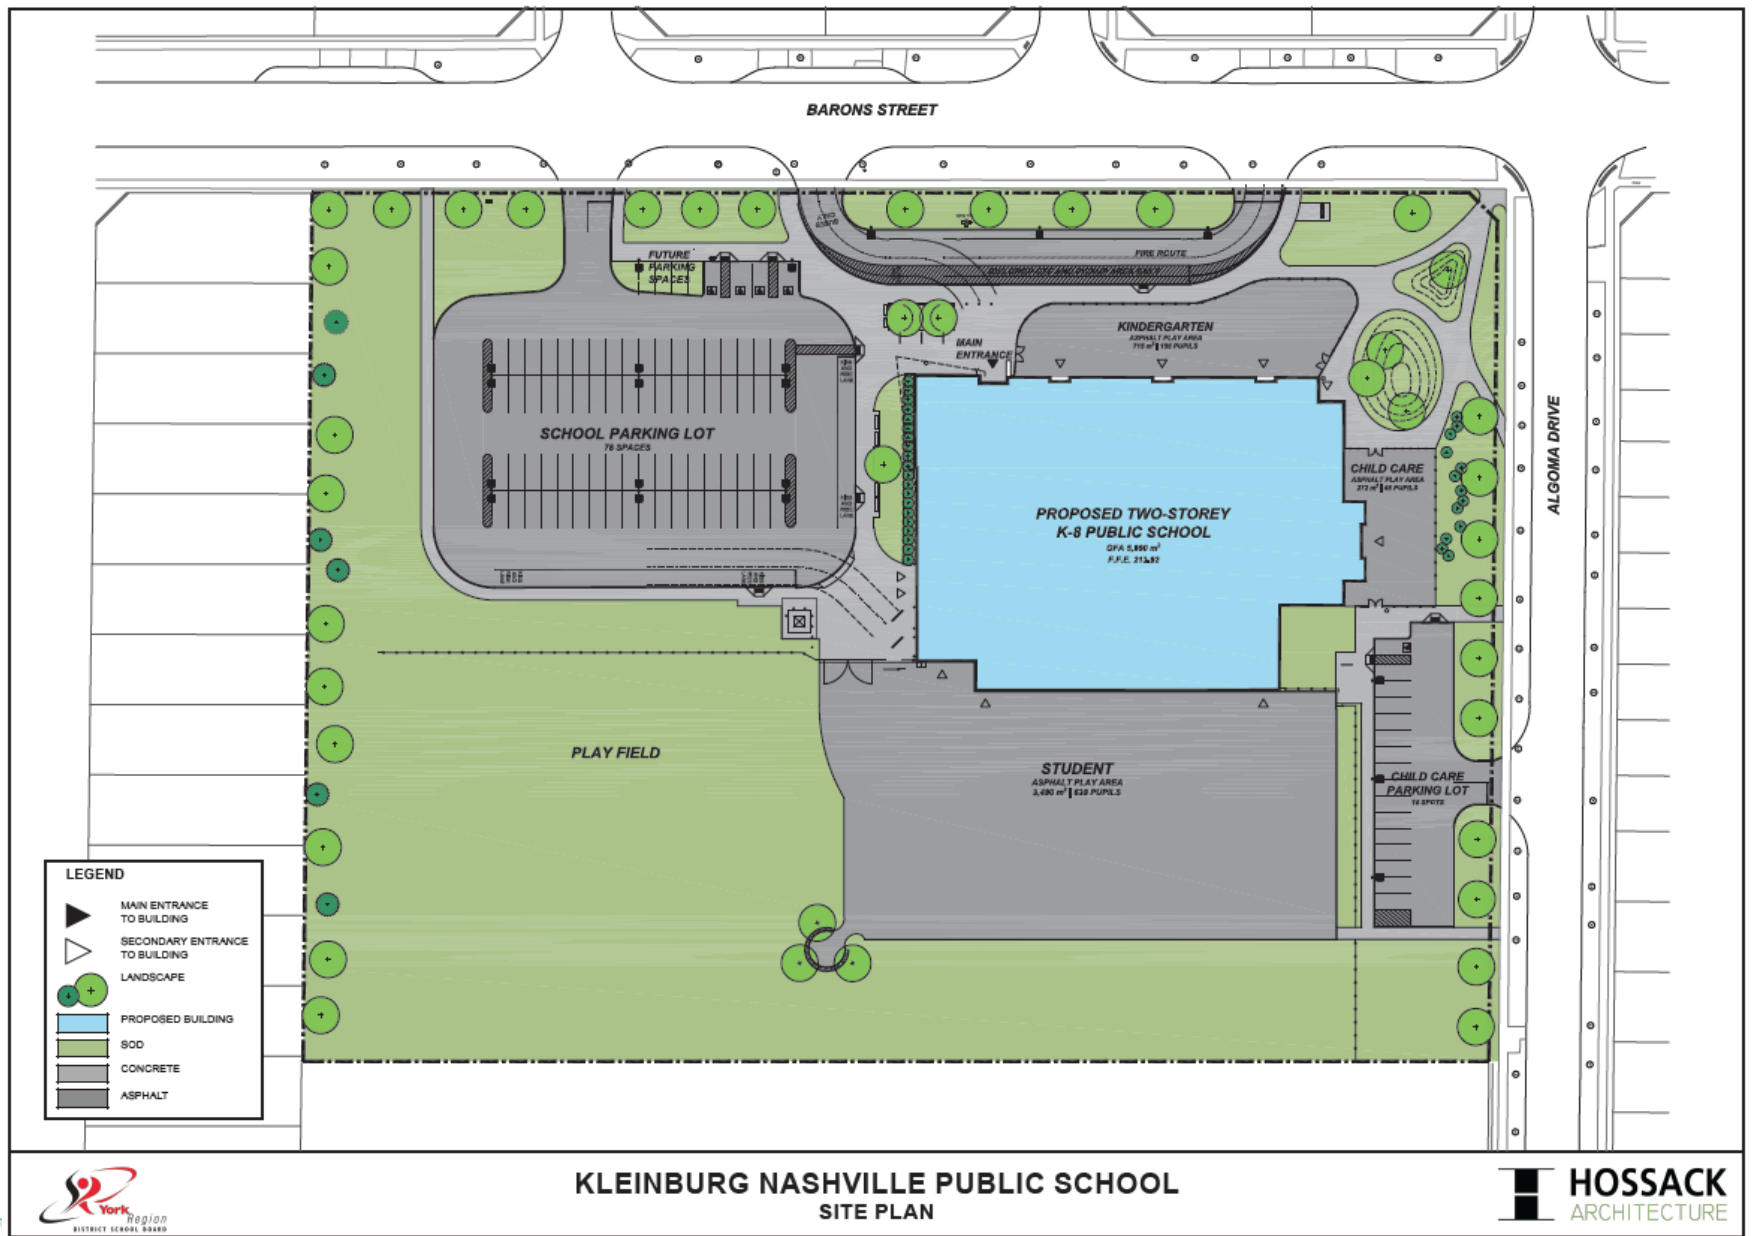 BARONS STREET
FUTURE
PARKING
SPACES
FIRE ROUTE
KINDERGARTEN
ASPHALT PLAY AREA
MAIN
ENTRANCE
SCHOOL PARKING LOT
76 SPACES
CHILD CARE
ASPHALT PLAY AREA
ALGOMA DRIVE
PROPOSED TWO-STOREY
K-8 PUBLIC SCHOOL
PLAY FIELD
STUDENT
ASPHALT PLAY AREA
CHILD CARE
PARKING LOT
LEGEND
MAIN ENTRANCE
TO BUILDING
SECONDARY ENTRANCE
TO BUILDING
LANDSCAPE
PROPOSED BUILDING
SOD
CONCRETE
ASPHALT
York Region
DISTRICT SCHOOL BOARD
KLEINBURG NASHVILLE PUBLIC SCHOOL
SITE PLAN
HOSSACK
ARCHITECTURE